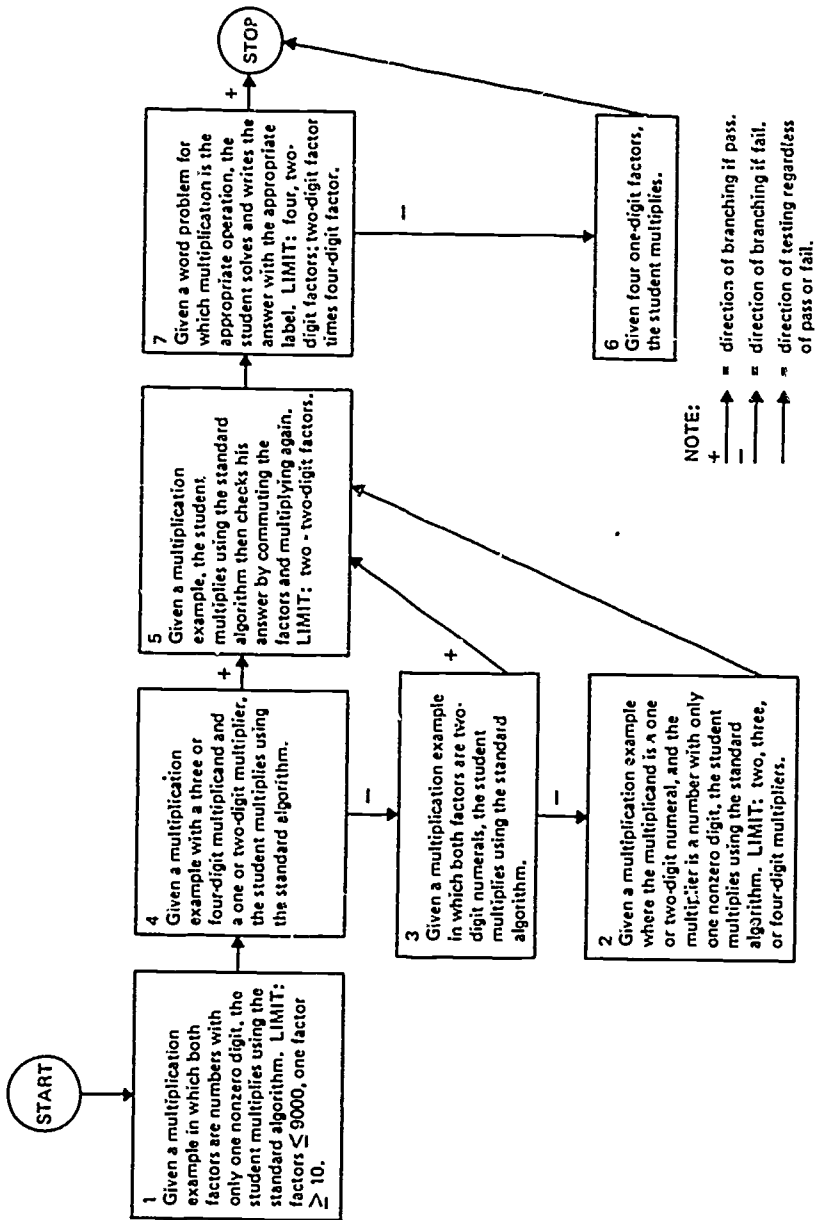 START
1
Given a multiplication
example in which both
factors are numbers with
only one nonzero digit, the
student multiplies using the
standard algorithm. LIMIT:
factors ≤ 9000, one factor
≥ 10.
4
Given a multiplication
example with a three or
four-digit multiplicand and
a one or two-digit multiplier,
the student multiplies using
the standard algorithm.
+
−
3
Given a multiplication example
in which both factors are two-
digit numerals, the student
multiplies using the standard
algorithm.
+
−
2
Given a multiplication example
where the multiplicand is a one
or two-digit numeral, and the
multiplier is a number with only
one nonzero digit, the student
multiplies using the standard
algorithm. LIMIT: two, three,
or four-digit multipliers.
5
Given a multiplication
example, the student
multiplies using the standard
algorithm then checks his
answer by commuting the
factors and multiplying again.
LIMIT: two - two-digit factors.
7
Given a word problem for
which multiplication is the
appropriate operation, the
student solves and writes the
answer with the appropriate
label. LIMIT: four, two-
digit factors; two-digit factor
times four-digit factor.
+
STOP
−
6
Given four one-digit factors,
the student multiplies.
NOTE:
+ = direction of branching if pass.
− = direction of branching if fail.
= direction of testing regardless
of pass or fail.